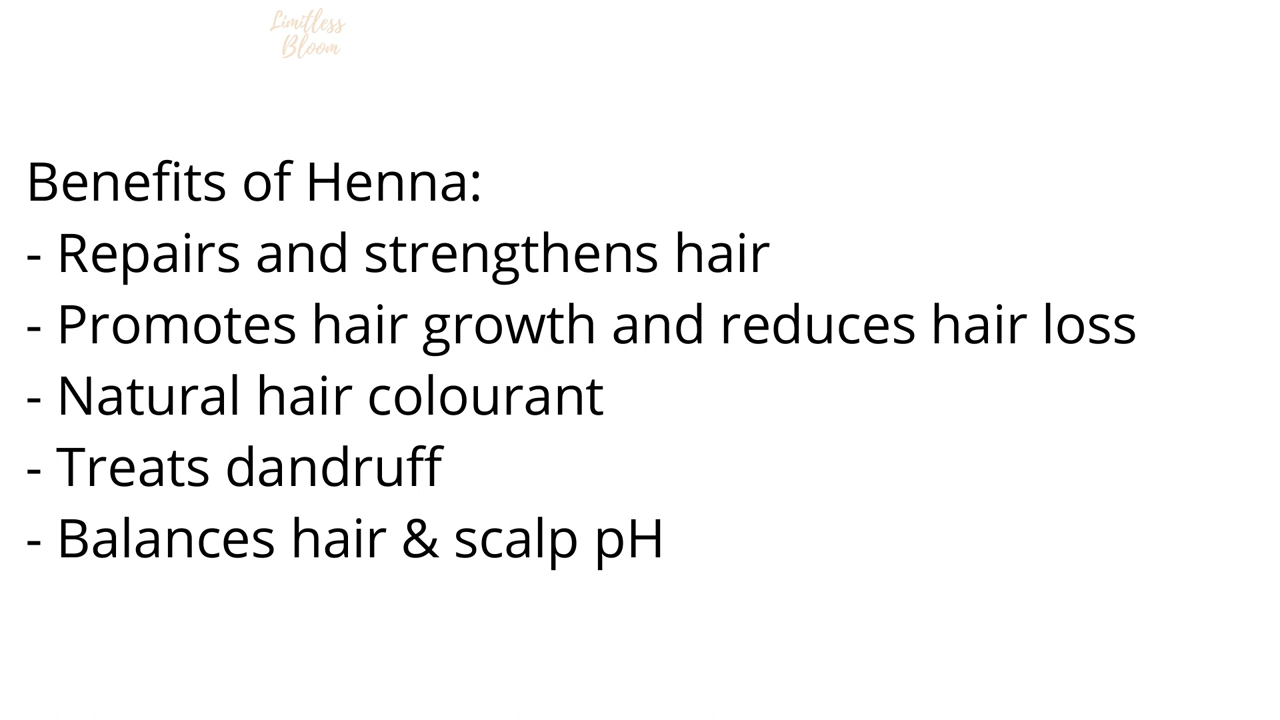 Limitless
Bloom
Benefits of Henna:
- Repairs and strengthens hair
- Promotes hair growth and reduces hair loss
- Natural hair colourant
- Treats dandruff
- Balances hair & scalp pH